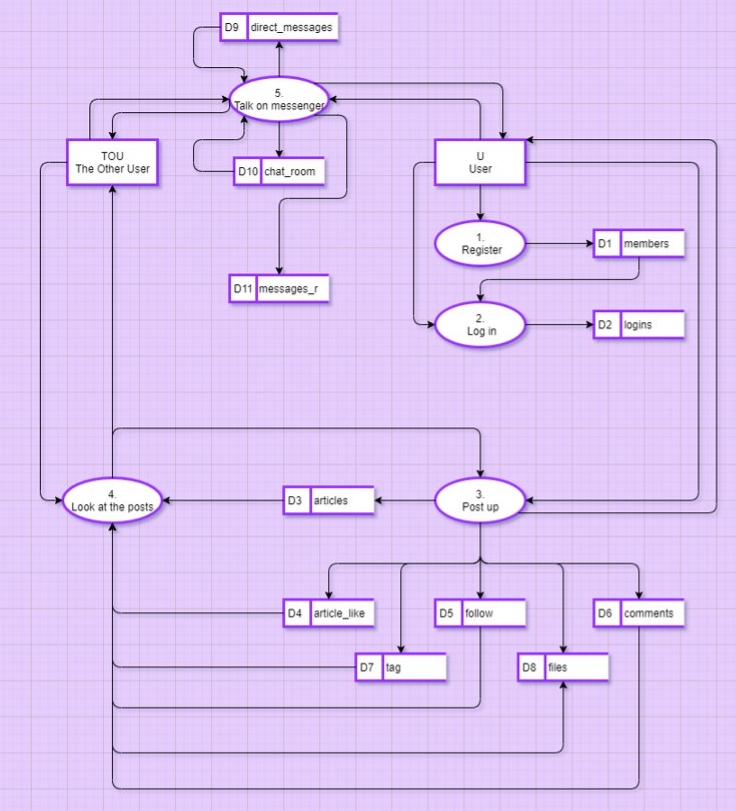 D9 direct_messages
5.
Talk on messenger
TOU
The Other User
D10 chat_room
U
User
1.
Register
D1 members
D11 messages_r
2.
Log in
D2 logins
4.
Look at the posts
D3 articles
3.
Post up
D4 article_like
D5 follow
D6 comments
D7 tag
D8 files